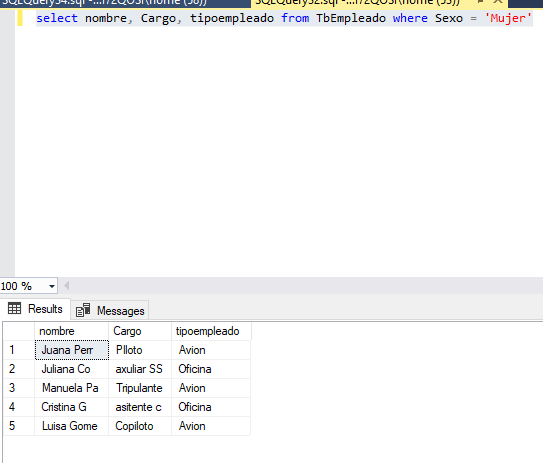 select nombre, Cargo, tipoempleado from TbEmpleado where Sexo = 'Mujer'
100 %
Results Messages
nombre Cargo tipoempleado
1 Juana Perr PIloto Avion
2 Juliana Co axuliar SS Oficina
3 Manuela Pa Tripulante Avion
4 Cristina G asitente c Oficina
5 Luisa Gome Copiloto Avion